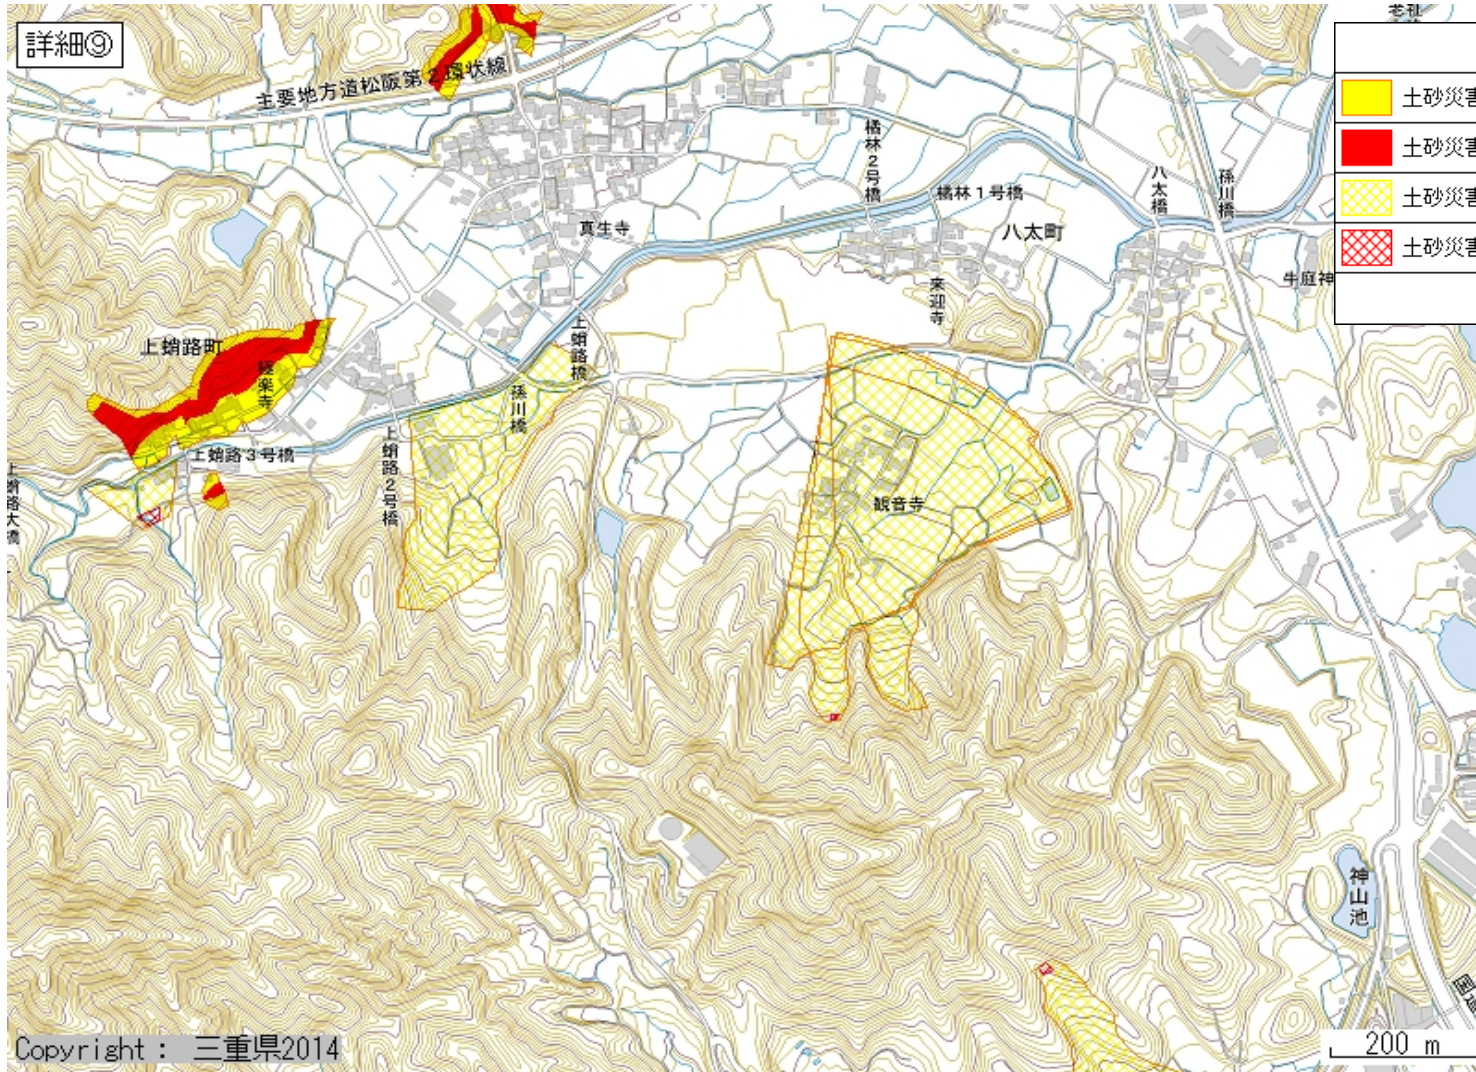 詳細⑨
主要地方道松阪第2環状線
土砂災害
土砂災害
土砂災害
土砂災害
橘林2号橋
橘林1号橋
八太橋
孫川橋
八太町
真生寺
来迎寺
牛庭神
上蛸路町
極楽寺
上蛸路橋
孫川橋
上蛸路3号橋
上蛸路2号橋
上蛸路大橋
観音寺
神山池
国道
Copyright : 三重県2014
200 m